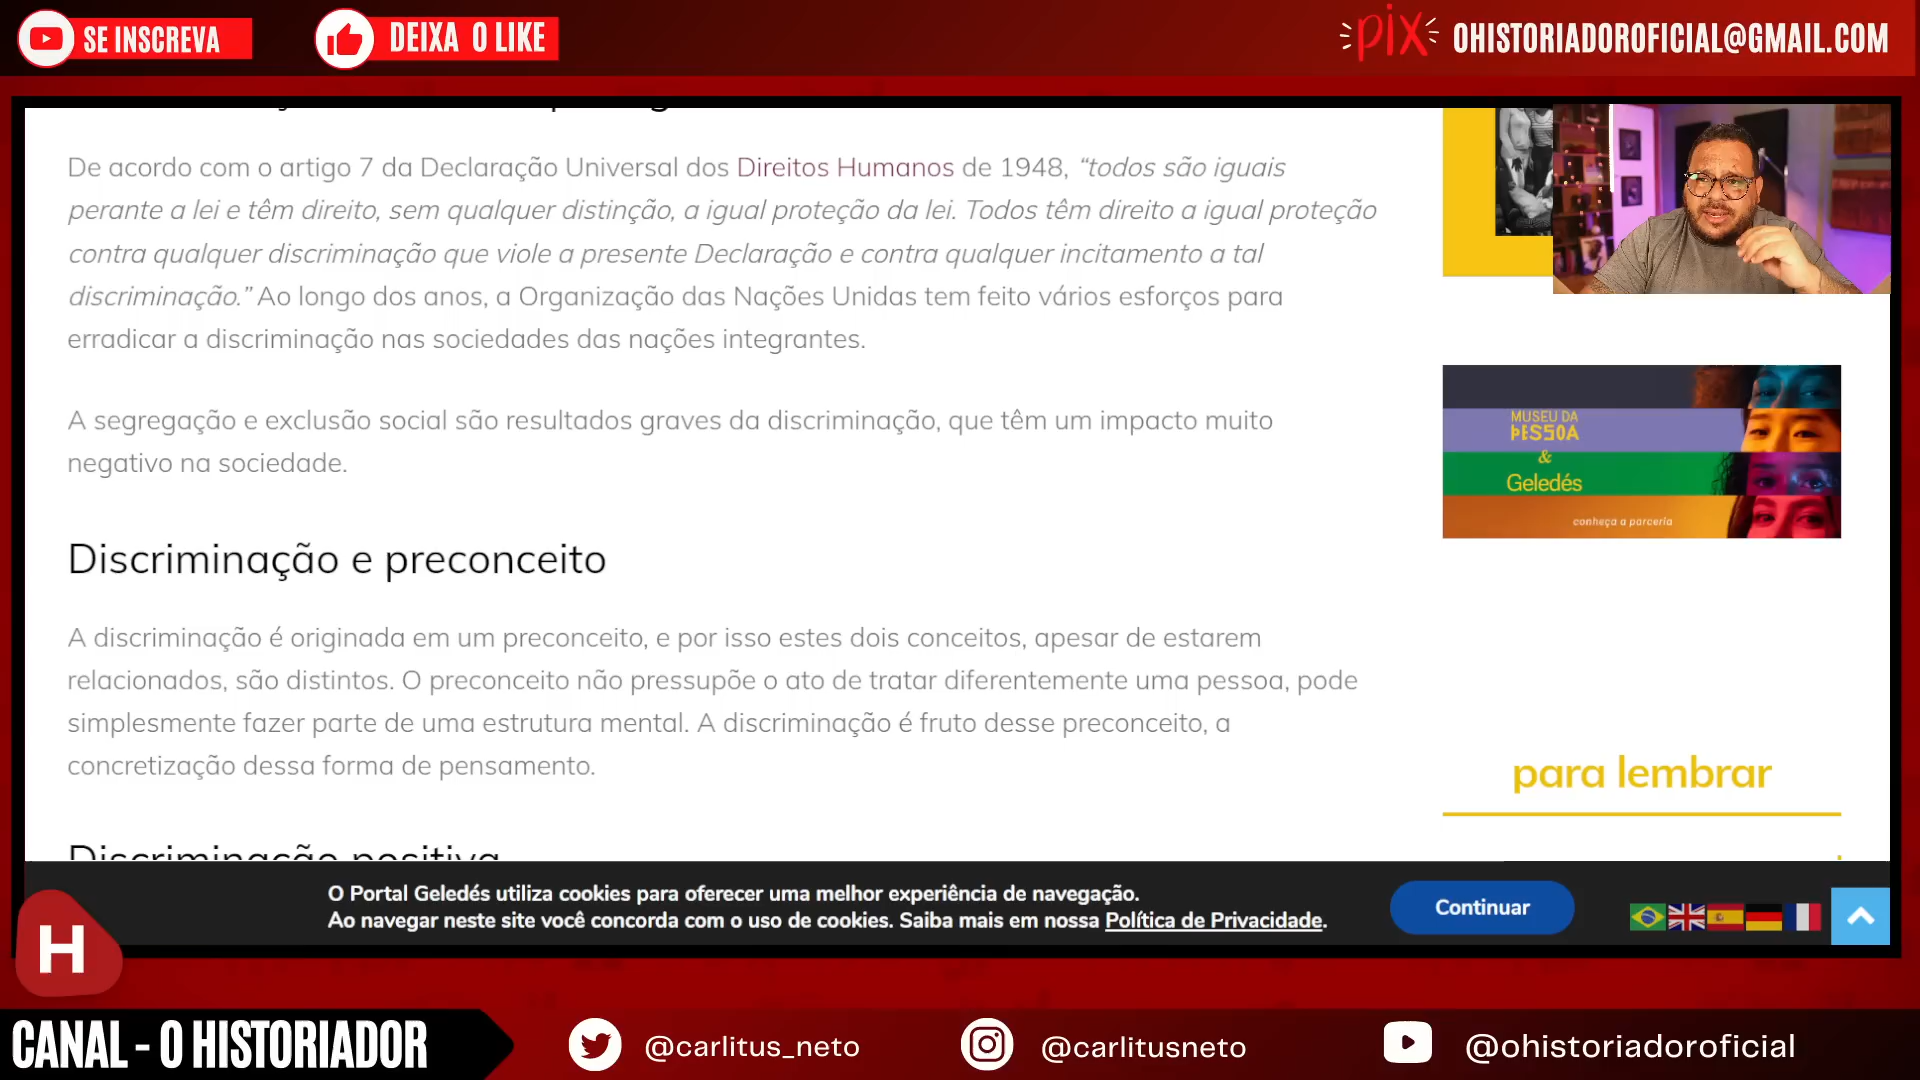 SE INSCREVA
DEIXA O LIKE
pix
OHISTORIADOROFICIAL@GMAIL.COM
De acordo com o artigo 7 da Declaração Universal dos Direitos Humanos de 1948, “todos são iguais
perante a lei e têm direito, sem qualquer distinção, a igual proteção da lei. Todos têm direito a igual proteção
contra qualquer discriminação que viole a presente Declaração e contra qualquer incitamento a tal
discriminação.” Ao longo dos anos, a Organização das Nações Unidas tem feito vários esforços para
erradicar a discriminação nas sociedades das nações integrantes.
A segregação e exclusão social são resultados graves da discriminação, que têm um impacto muito
negativo na sociedade.
Discriminação e preconceito
A discriminação é originada em um preconceito, e por isso estes dois conceitos, apesar de estarem
relacionados, são distintos. O preconceito não pressupõe o ato de tratar diferentemente uma pessoa, pode
simplesmente fazer parte de uma estrutura mental. A discriminação é fruto desse preconceito, a
concretização dessa forma de pensamento.
Discriminação positiva
MUSEU DA
PESSOA
&
Geledés
conheça a parceria
para lembrar
O Portal Geledés utiliza cookies para oferecer uma melhor experiência de navegação.
Ao navegar neste site você concorda com o uso de cookies. Saiba mais em nossa Política de Privacidade.
Continuar
H
CANAL - O HISTORIADOR
@carlitus_neto
@carlitusneto
@ohistoriadoroficial